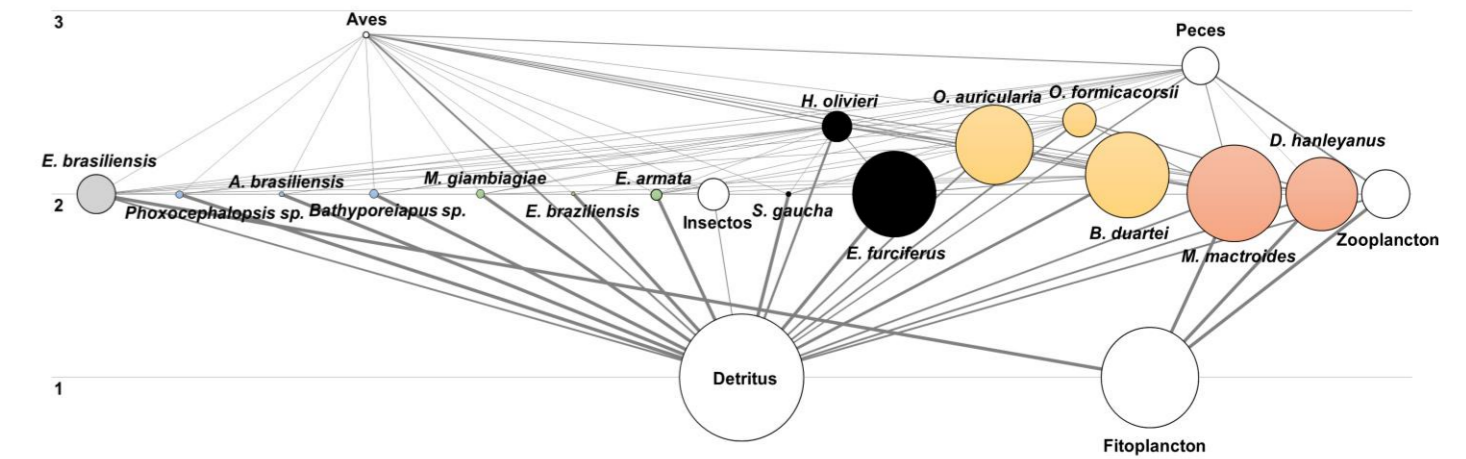 3
Aves
Peces
H. olivieri
O. auricularia
O. formicacorsii
E. brasiliensis
D. hanleyanus
A. brasiliensis
M. giambiagiae
E. armata
2
Phoxocephalopsis sp.
Bathyporeiapus sp.
E. braziliensis
Insectos
S. gaucha
B. duartei
Zooplancton
E. furciferus
M. mactroides
Detritus
1
Fitoplancton